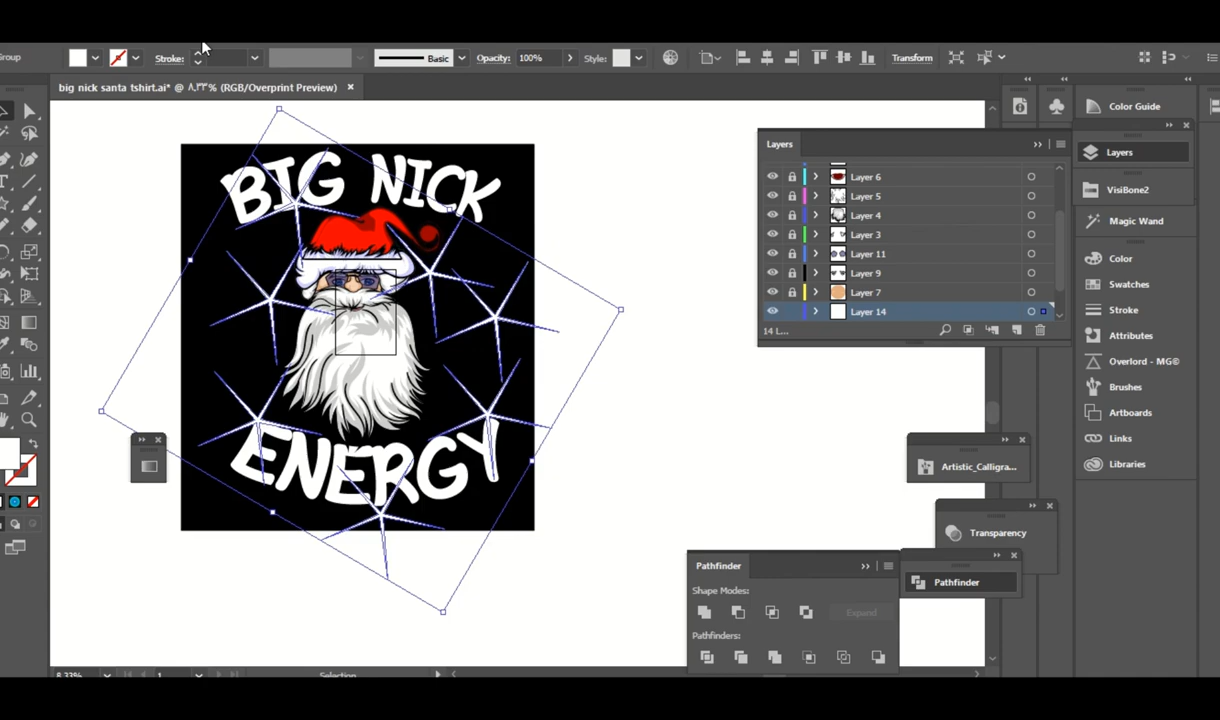 Group
Stroke:
Basic
Opacity:
100%
Style:
Transform
big nick santa tshirt.ai* @ ٨.٣٣% (RGB/Overprint Preview)
BIG NICK
ENERGY
Layers
Layer 6
Layer 5
Layer 4
Layer 3
Layer 11
Layer 9
Layer 7
Layer 14
14 L...
Color Guide
Layers
VisiBone2
Magic Wand
Color
Swatches
Stroke
Attributes
Overlord - MG®
Brushes
Artboards
Links
Libraries
Artistic_Calligra...
Transparency
Pathfinder
Pathfinder
Shape Modes:
Expand
Pathfinders:
8.33%
1
Selection